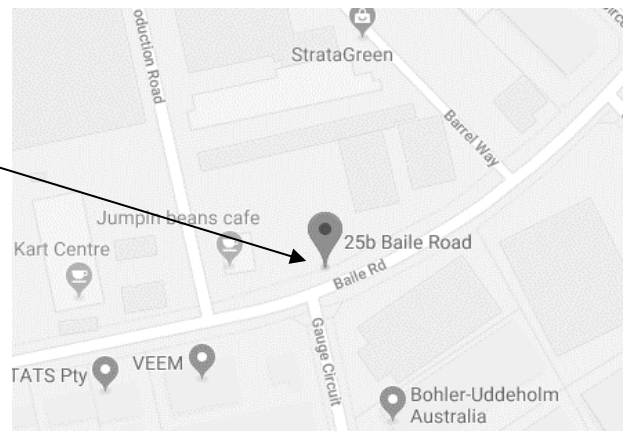 oduction Road
StrataGreen
Barrel Way
Jumpin beans cafe
25b Baile Road
Kart Centre
Baile Rd
Gauge Circuit
TATS Pty
VEEM
Bohler-Uddeholm
Australia